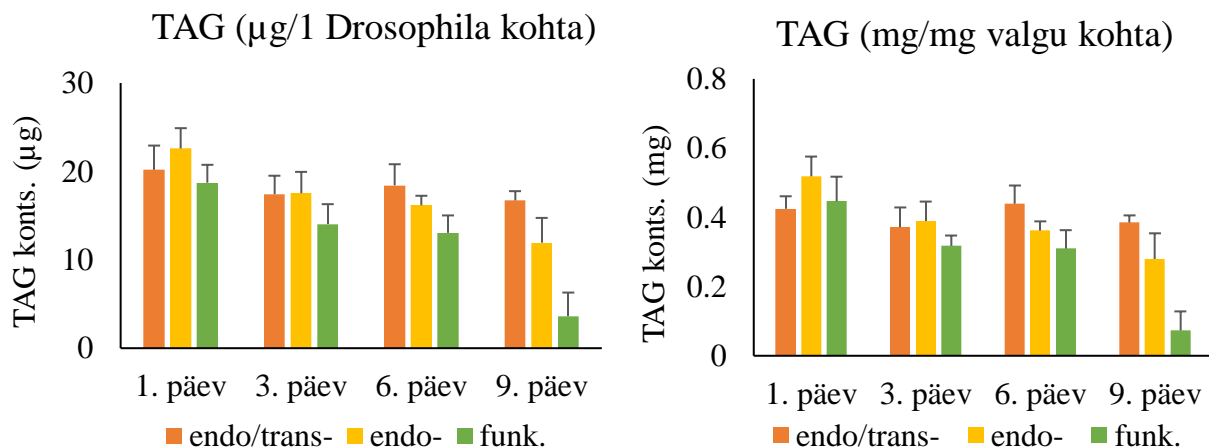 TAG (µg/1 Drosophila kohta)
TAG konts. (µg)
30
20
10
0
1. päev 3. päev 6. päev 9. päev
endo/trans- endo- funk.
TAG (mg/mg valgu kohta)
TAG konts. (mg)
0.8
0.6
0.4
0.2
0
1. päev 3. päev 6. päev 9. päev
endo/trans- endo- funk.